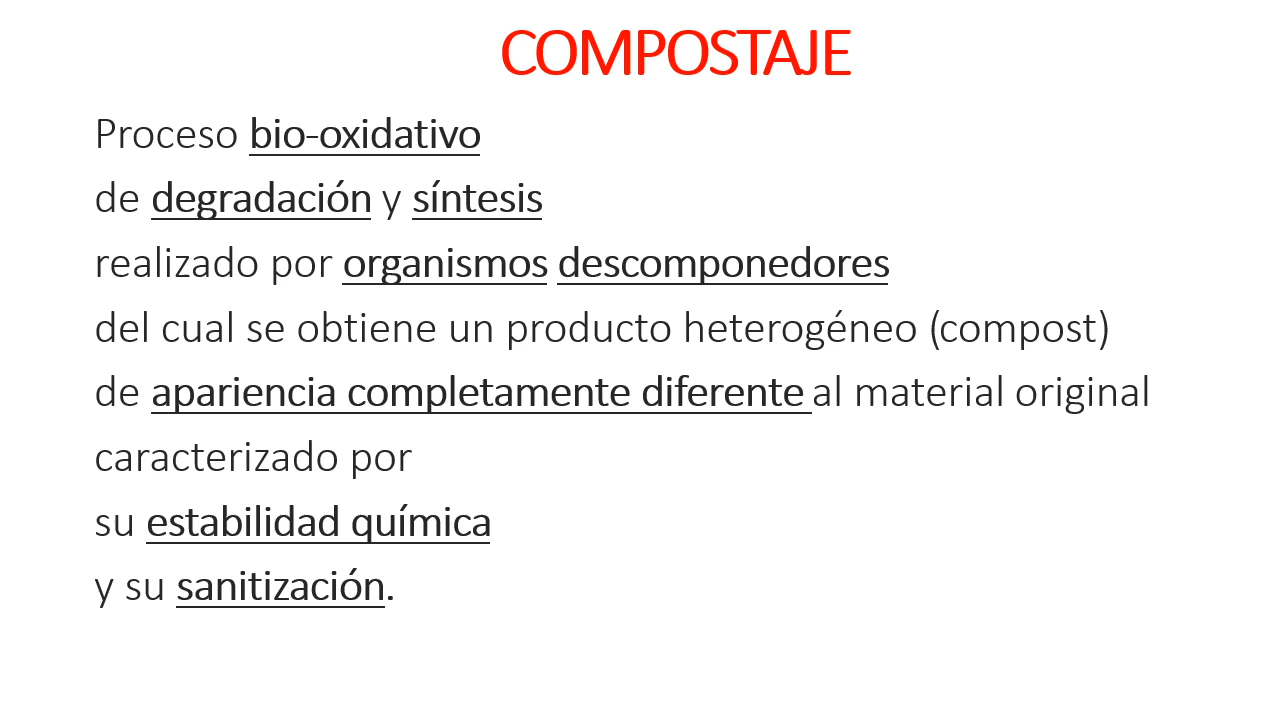 COMPOSTAJE
Proceso bio-oxidativo
de degradación y síntesis
realizado por organismos descomponedores
del cual se obtiene un producto heterogéneo (compost)
de apariencia completamente diferente al material original
caracterizado por
su estabilidad química
y su sanitización.